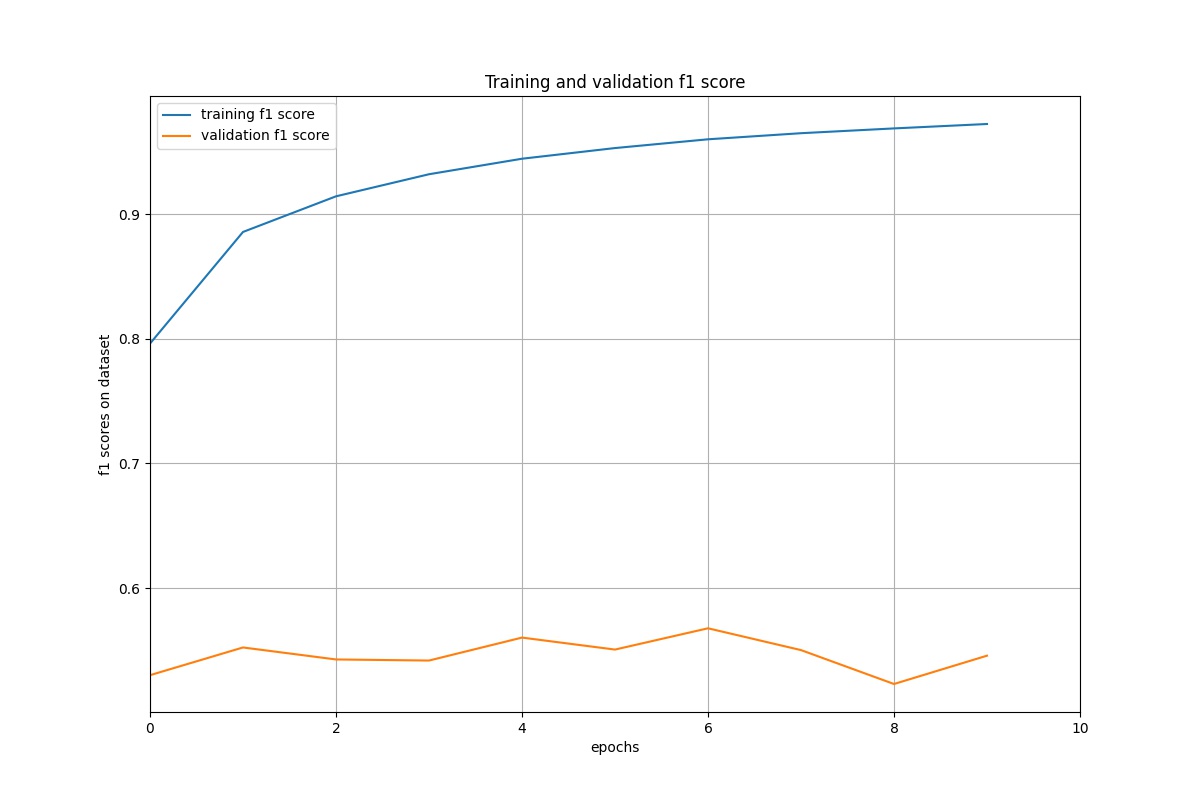 Training and validation f1 score
training f1 score
validation f1 score
0.9
0.8
0.7
0.6
f1 scores on dataset
0 2 4 6 8 10
epochs